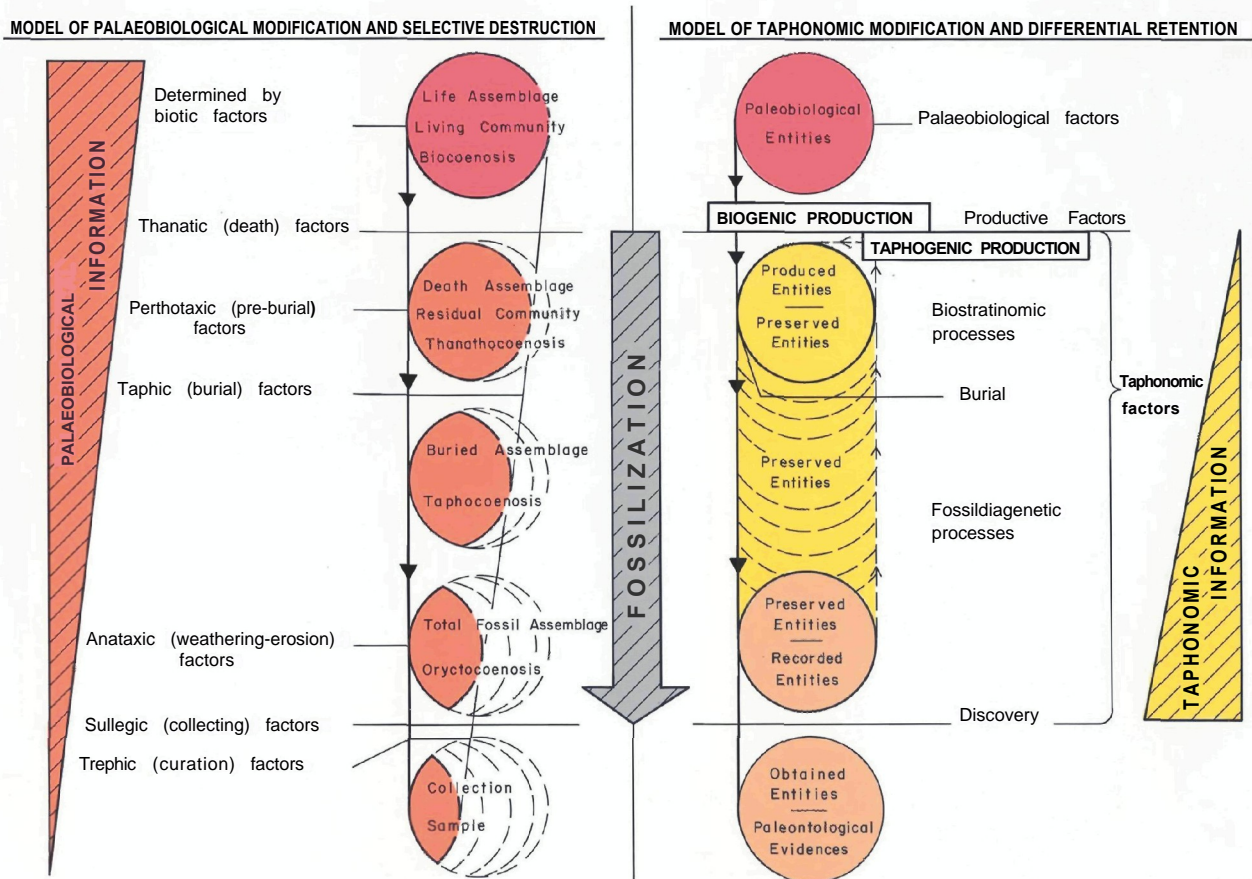 MODEL OF PALAEOBIOLOGICAL MODIFICATION AND SELECTIVE DESTRUCTION
PALAEOBIOLOGICAL
INFORMATION
Determined by
biotic factors
Life Assemblage
Living Community
Biocoenosis
Thanatic (death) factors
Death Assemblage
Residual Community
Thanathocoenosis
Perthotaxic (pre-burial)
factors
Taphic (burial) factors
Buried Assemblage
Taphocoenosis
Total Fossil Assemblage
Oryctocoenosis
Anataxic (weathering-erosion)
factors
Sullegic (collecting) factors
Trephic (curation) factors
Collection
Sample
FOSSILIZATION
MODEL OF TAPHONOMIC MODIFICATION AND DIFFERENTIAL RETENTION
Paleobiological
Entities
Palaeobiological factors
BIOGENIC PRODUCTION
Productive Factors
TAPHOGENIC PRODUCTION
Produced
Entities
Preserved
Entities
Biostratinomic
processes
Burial
Taphonomic
factors
Preserved
Entities
Fossildiagenetic
processes
Preserved
Entities
Recorded
Entities
Discovery
Obtained
Entities
Paleontological
Evidences
TAPHONOMIC
INFORMATION